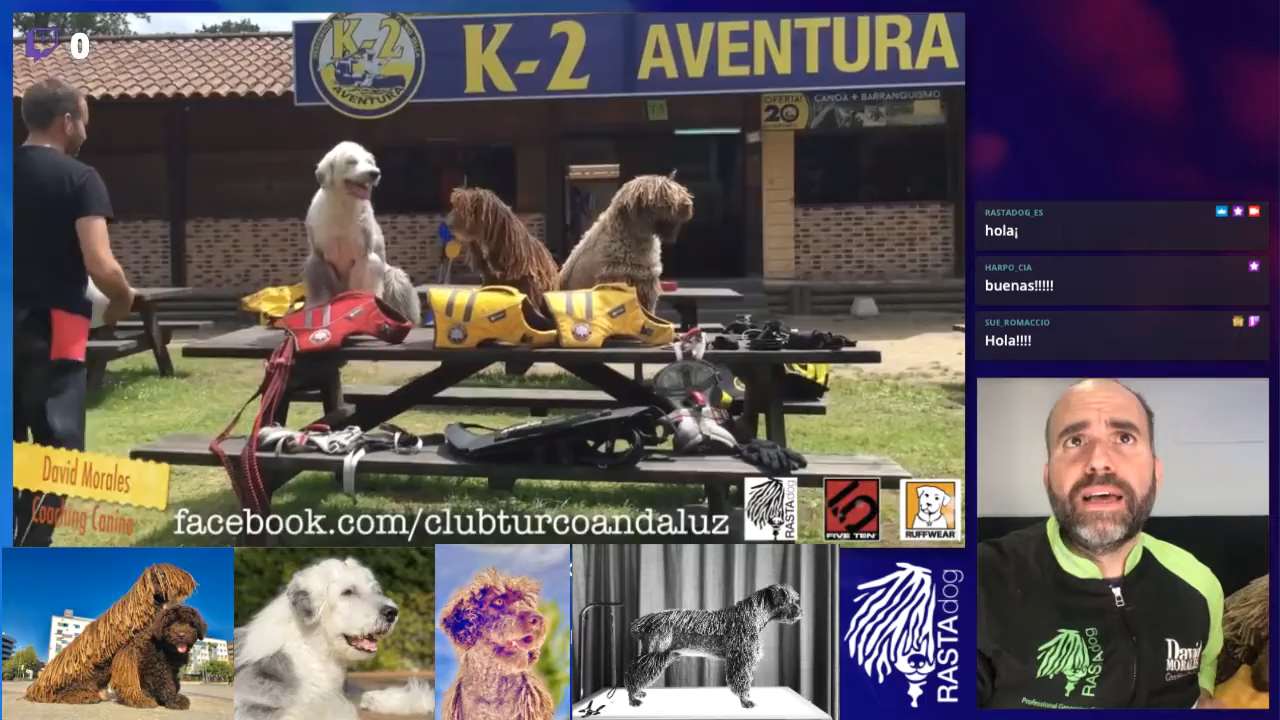 0
K-2
AVENTURA
K-2 AVENTURA
¡OFERTA!
20
CANOA + BARRANQUISMO
David Morales
Coaching Canino
facebook.com/clubturcoandaluz
RASTAdog
FIVE TEN
RUFFWEAR
RASTAdog
RASTADOG_ES
hola¡
HARPO_CIA
buenas!!!!!
SUE_ROMACCIO
Hola!!!!
RASTAdog
David
MORALES